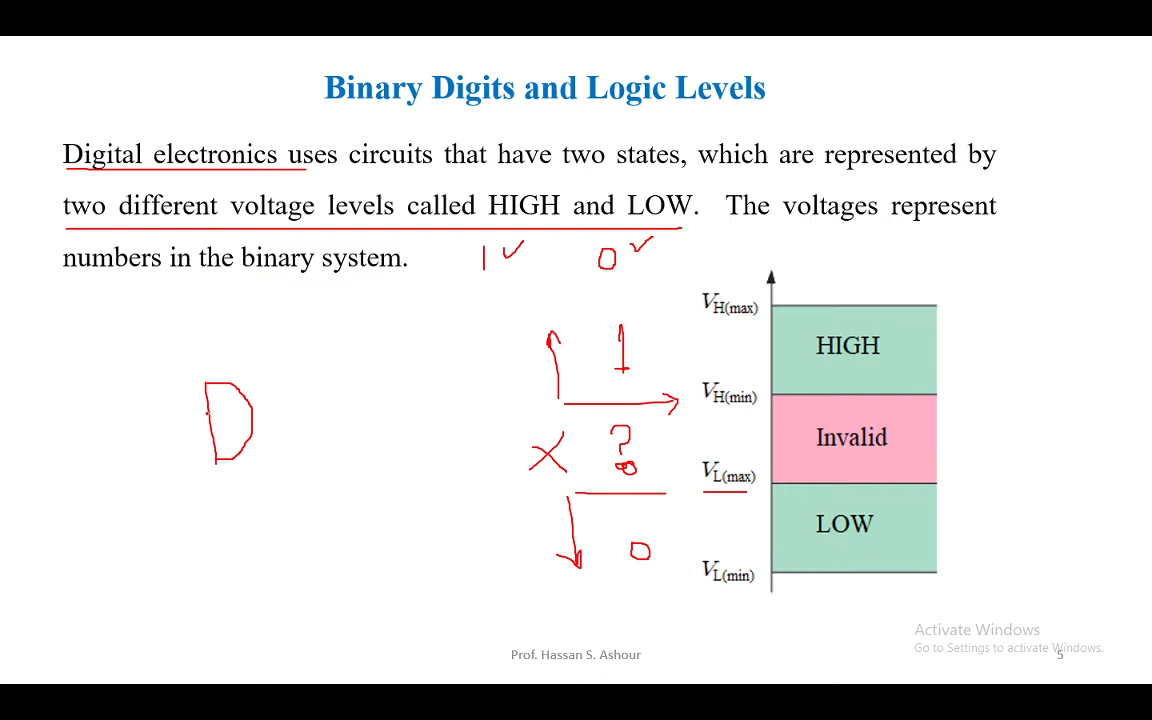 Binary Digits and Logic Levels
Digital electronics uses circuits that have two states, which are represented by
two different voltage levels called HIGH and LOW. The voltages represent
numbers in the binary system.
1 ✓ 0 ✓
VH(max)
HIGH
1
VH(min)
D
X ?
Invalid
VL(max)
LOW
0
VL(min)
Activate Windows
Go to Settings to activate Windows.
Prof. Hassan S. Ashour
5